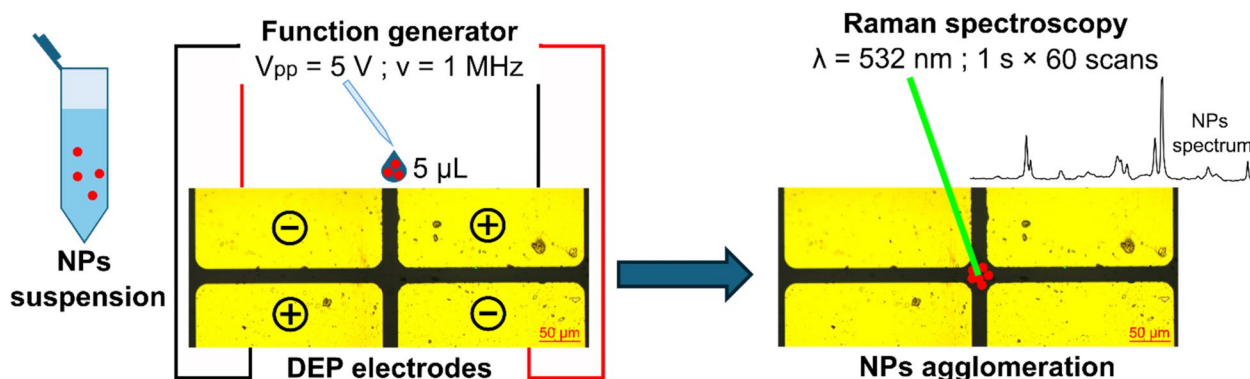 Function generator
Vpp = 5 V ; ν = 1 MHz
5 µL
NPs
suspension
−
+
+
−
50 µm
DEP electrodes
Raman spectroscopy
λ = 532 nm ; 1 s × 60 scans
NPs
spectrum
50 µm
NPs agglomeration